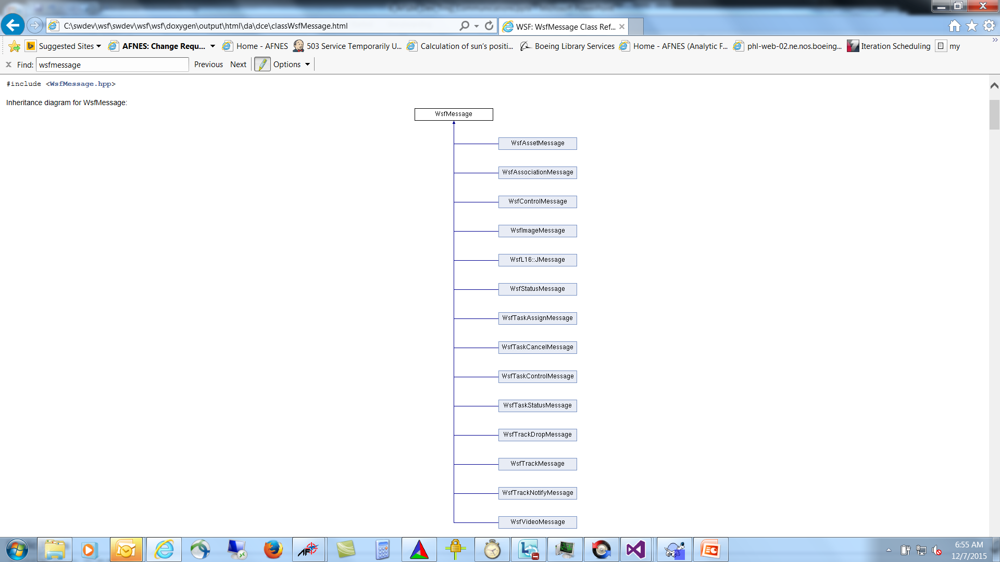 C:\swdev\wsf\swdev\wsf\wsf\doxygen\output\html\da\dce\classWsfMessage.html
WSF: WsfMessage Class Ref...
Suggested Sites
AFNES: Change Requ...
Home - AFNES
503 Service Temporarily U...
Calculation of sun's positi...
Boeing Library Services
Home - AFNES (Analytic F...
phl-web-02.ne.nos.boeing...
Iteration Scheduling
my
Find: wsfmessage Previous Next Options
#include <WsfMessage.hpp>
Inheritance diagram for WsfMessage:
WsfMessage
WsfAssetMessage
WsfAssociationMessage
WsfControlMessage
WsfImageMessage
WsfL16::JMessage
WsfStatusMessage
WsfTaskAssignMessage
WsfTaskCancelMessage
WsfTaskControlMessage
WsfTaskStatusMessage
WsfTrackDropMessage
WsfTrackMessage
WsfTrackNotifyMessage
WsfVideoMessage
6:55 AM
12/7/2015